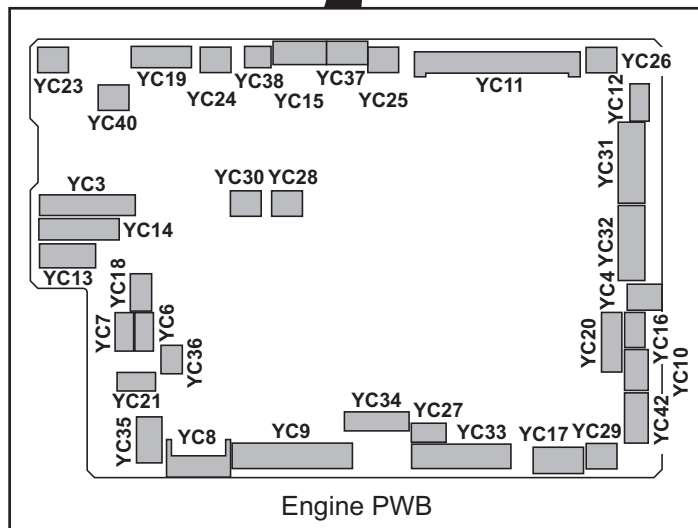 YC23
YC19
YC24
YC38
YC15
YC37
YC25
YC11
YC26
YC12
YC40
YC31
YC3
YC30
YC28
YC14
YC32
YC13
YC18
YC4
YC7
YC6
YC20
YC16
YC36
YC10
YC21
YC34
YC27
YC42
YC35
YC8
YC9
YC33
YC17
YC29
Engine PWB